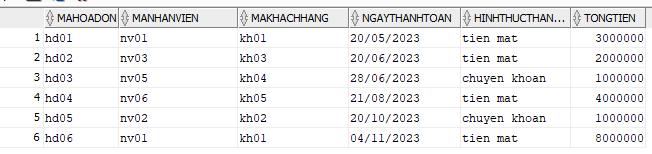 MAHOADON MANHANVIEN MAKHACHHANG NGAYTHANHTOAN HINHTHUCTHAN... TONGTIEN
1 hd01 nv01 kh01 20/05/2023 tien mat 3000000
2 hd02 nv03 kh03 20/06/2023 tien mat 2000000
3 hd03 nv05 kh04 28/06/2023 chuyen khoan 1000000
4 hd04 nv06 kh05 21/08/2023 tien mat 4000000
5 hd05 nv02 kh02 20/10/2023 chuyen khoan 1000000
6 hd06 nv01 kh01 04/11/2023 tien mat 8000000